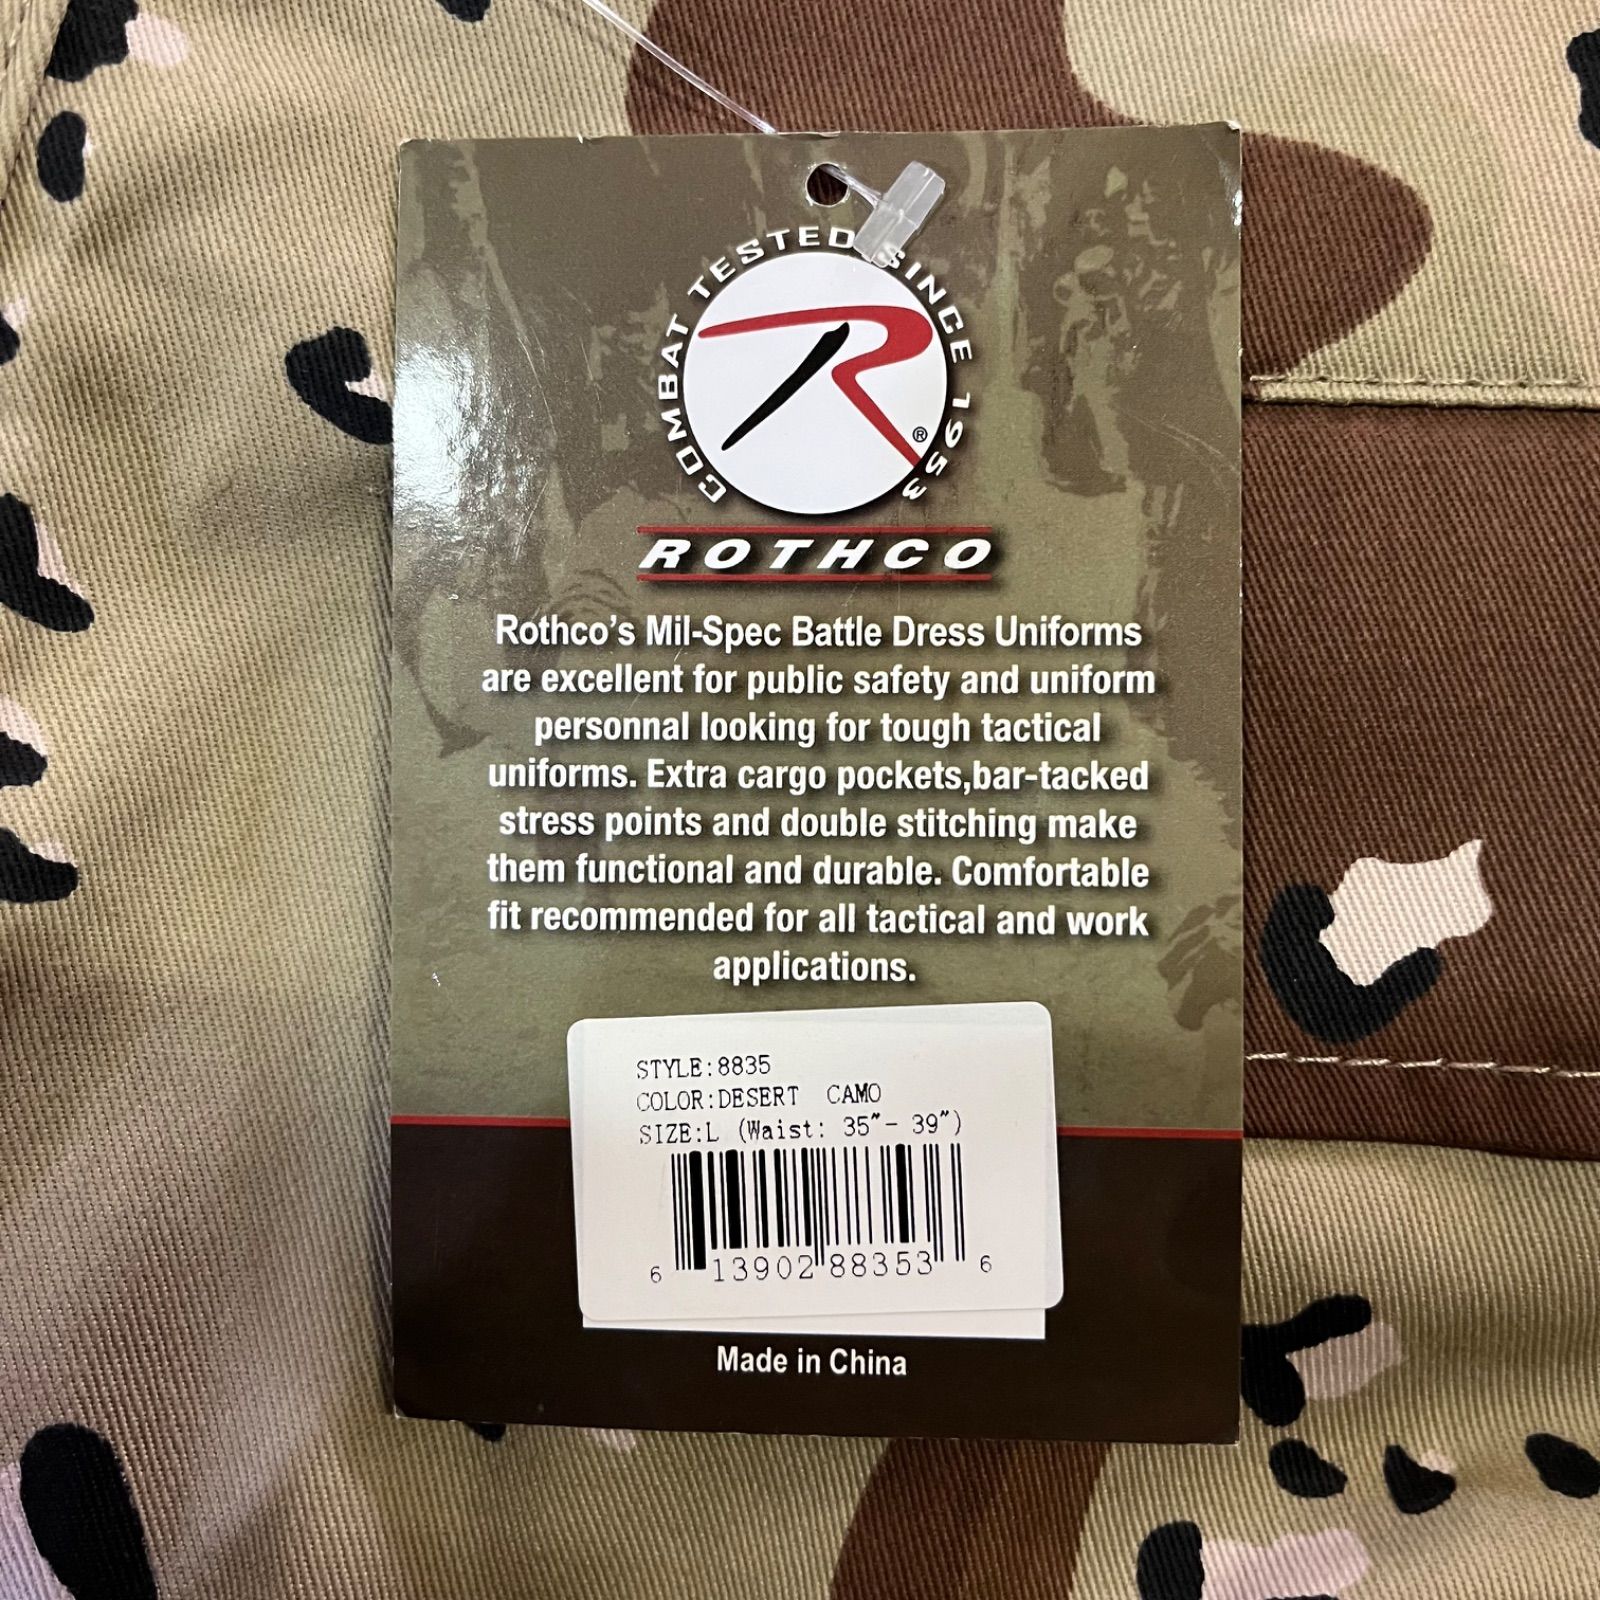 COMBAT TESTED SINCE 1953
R
®
ROTHCO
Rothco's Mil-Spec Battle Dress Uniforms
are excellent for public safety and uniform
personnal looking for tough tactical
uniforms. Extra cargo pockets,bar-tacked
stress points and double stitching make
them functional and durable. Comfortable
fit recommended for all tactical and work
applications.
STYLE:8835
COLOR:DESERT CAMO
SIZE:L (Waist: 35"- 39")
6 13902 88353 6
Made in China